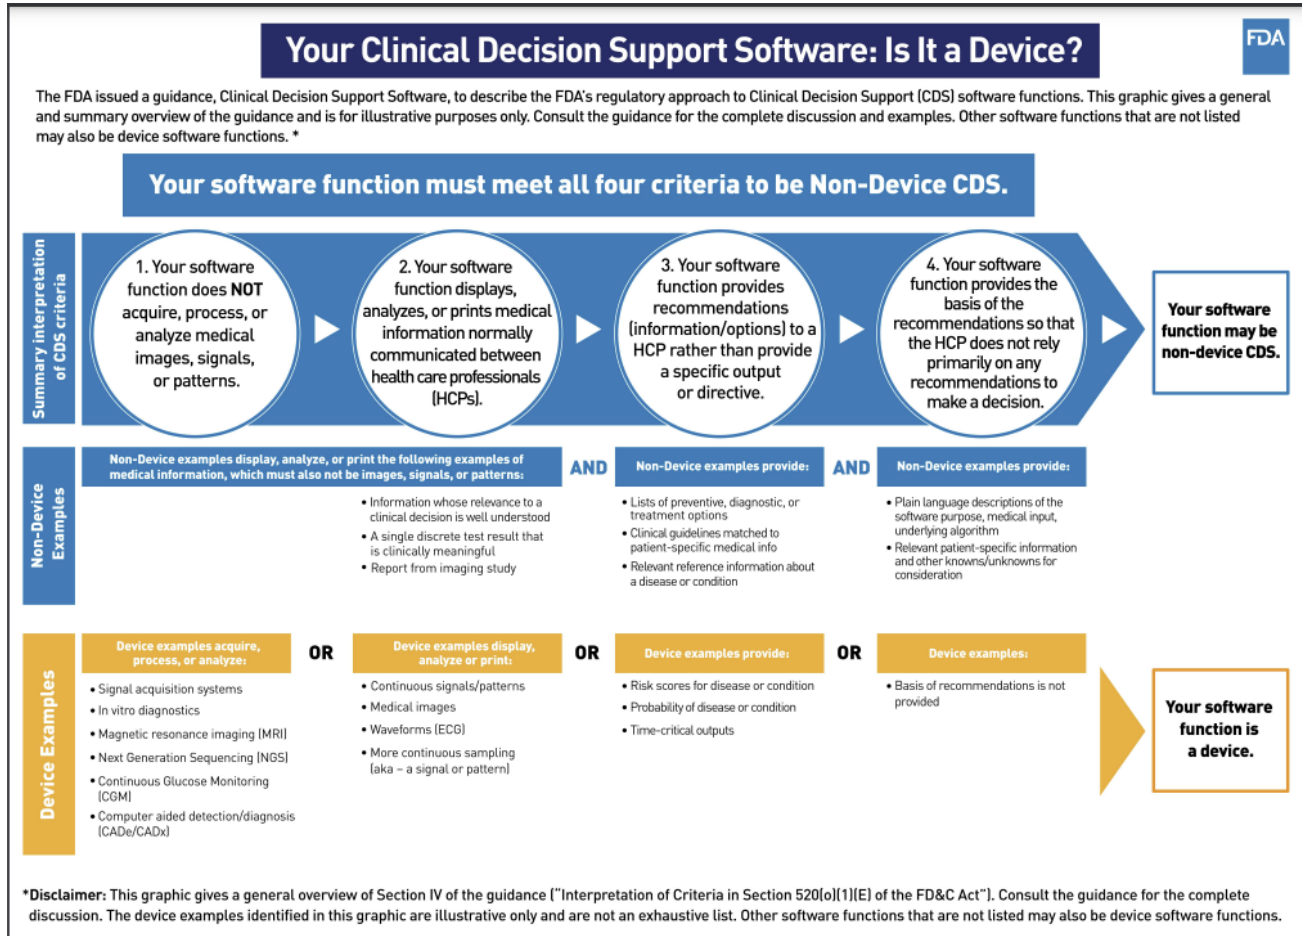 Your Clinical Decision Support Software: Is It a Device?
FDA
The FDA issued a guidance, Clinical Decision Support Software, to describe the FDA's regulatory approach to Clinical Decision Support (CDS) software functions. This graphic gives a general
and summary overview of the guidance and is for illustrative purposes only. Consult the guidance for the complete discussion and examples. Other software functions that are not listed
may also be device software functions. *
Your software function must meet all four criteria to be Non-Device CDS.
Summary interpretation
of CDS criteria
1. Your software
function does NOT
acquire, process, or
analyze medical
images, signals,
or patterns.
2. Your software
function displays,
analyzes, or prints medical
information normally
communicated between
health care professionals
(HCPs).
3. Your software
function provides
recommendations
(information/options) to a
HCP rather than provide
a specific output
or directive.
4. Your software
function provides the
basis of the
recommendations so that
the HCP does not rely
primarily on any
recommendations to
make a decision.
Your software
function may be
non-device CDS.
Non-Device
Examples
Non-Device examples display, analyze, or print the following examples of
medical information, which must also not be images, signals, or patterns:
• Information whose relevance to a
clinical decision is well understood
• A single discrete test result that
is clinically meaningful
• Report from imaging study
AND
Non-Device examples provide:
• Lists of preventive, diagnostic, or
treatment options
• Clinical guidelines matched to
patient-specific medical info
• Relevant reference information about
a disease or condition
AND
Non-Device examples provide:
• Plain language descriptions of the
software purpose, medical input,
underlying algorithm
• Relevant patient-specific information
and other knowns/unknowns for
consideration
Device Examples
Device examples acquire,
process, or analyze:
• Signal acquisition systems
• In vitro diagnostics
• Magnetic resonance imaging (MRI)
• Next Generation Sequencing (NGS)
• Continuous Glucose Monitoring
(CGM)
• Computer aided detection/diagnosis
(CADe/CADx)
OR
Device examples display,
analyze or print:
• Continuous signals/patterns
• Medical images
• Waveforms (ECG)
• More continuous sampling
(aka – a signal or pattern)
OR
Device examples provide:
• Risk scores for disease or condition
• Probability of disease or condition
• Time-critical outputs
OR
Device examples:
• Basis of recommendations is not
provided
Your software
function is
a device.
*Disclaimer: This graphic gives a general overview of Section IV of the guidance ("Interpretation of Criteria in Section 520(o)(1)(E) of the FD&C Act"). Consult the guidance for the complete
discussion. The device examples identified in this graphic are illustrative only and are not an exhaustive list. Other software functions that are not listed may also be device software functions.